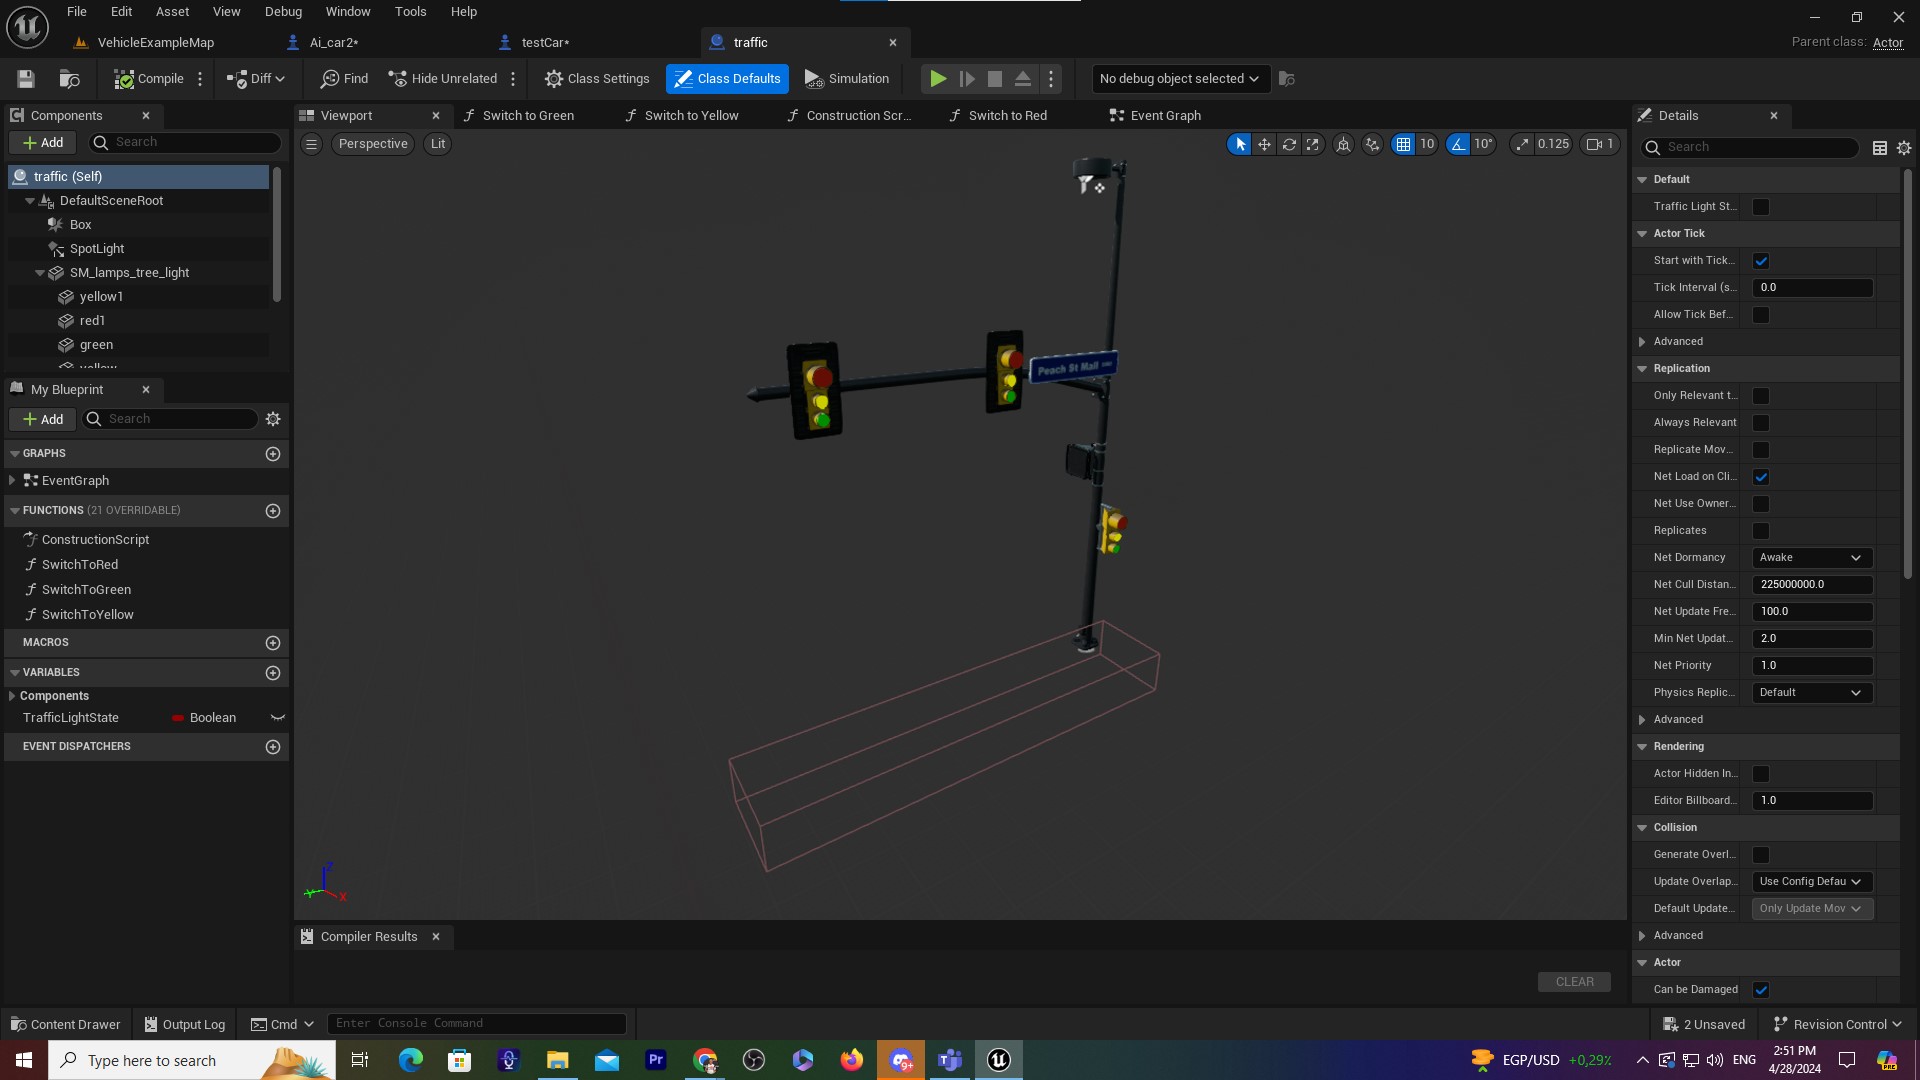 File Edit Asset View Debug Window Tools Help
VehicleExampleMap Ai_car2* testCar* traffic
Parent class: Actor
Compile Diff Find Hide Unrelated Class Settings Class Defaults Simulation No debug object selected
Components
Add Search
traffic (Self)
DefaultSceneRoot
Box
SpotLight
SM_lamps_tree_light
yellow1
red1
green
yellow
My Blueprint
Add Search
GRAPHS
EventGraph
FUNCTIONS (21 OVERRIDABLE)
ConstructionScript
SwitchToRed
SwitchToGreen
SwitchToYellow
MACROS
VARIABLES
Components
TrafficLightState Boolean
EVENT DISPATCHERS
Viewport Switch to Green Switch to Yellow Construction Scr... Switch to Red Event Graph
Perspective Lit 10 10° 0.125 1
Peach St Mall
Z
Y
X
Compiler Results
CLEAR
Details
Search
Default
Traffic Light St...
Actor Tick
Start with Tick...
Tick Interval (s... 0.0
Allow Tick Bef...
Advanced
Replication
Only Relevant t...
Always Relevant
Replicate Mov...
Net Load on Cli...
Net Use Owner...
Replicates
Net Dormancy Awake
Net Cull Distan... 225000000.0
Net Update Fre... 100.0
Min Net Updat... 2.0
Net Priority 1.0
Physics Replic... Default
Advanced
Rendering
Actor Hidden In...
Editor Billboard... 1.0
Collision
Generate Overl...
Update Overlap... Use Config Defau
Default Update... Only Update Mov
Advanced
Actor
Can be Damaged
Content Drawer Output Log Cmd Enter Console Command 2 Unsaved Revision Control
Type here to search Pr 9+ EGP/USD +0,29% ENG 2:51 PM
4/28/2024
PRE